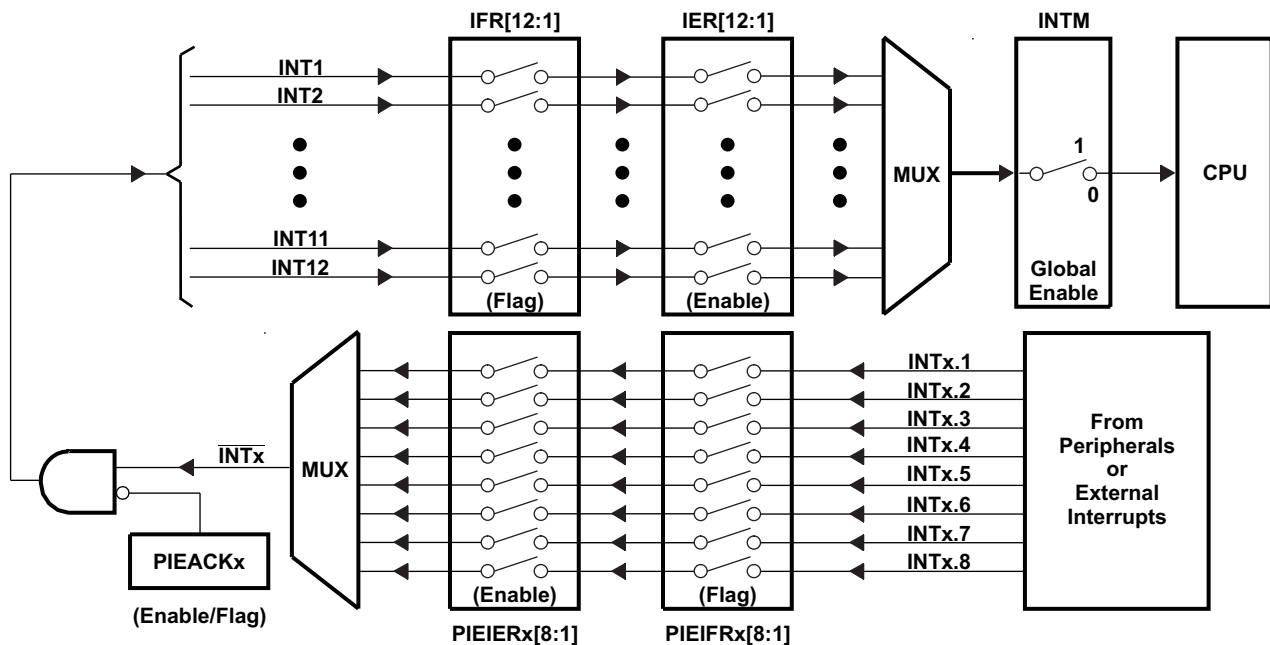 IFR[12:1]
IER[12:1]
INTM
INT1
INT2
INT11
INT12
(Flag)
(Enable)
MUX
1
0
Global
Enable
CPU
INTx.1
INTx.2
INTx.3
INTx.4
INTx.5
INTx.6
INTx.7
INTx.8
From
Peripherals
or
External
Interrupts
INTx
MUX
PIEACKx
(Enable/Flag)
(Enable)
(Flag)
PIEIERx[8:1]
PIEIFRx[8:1]